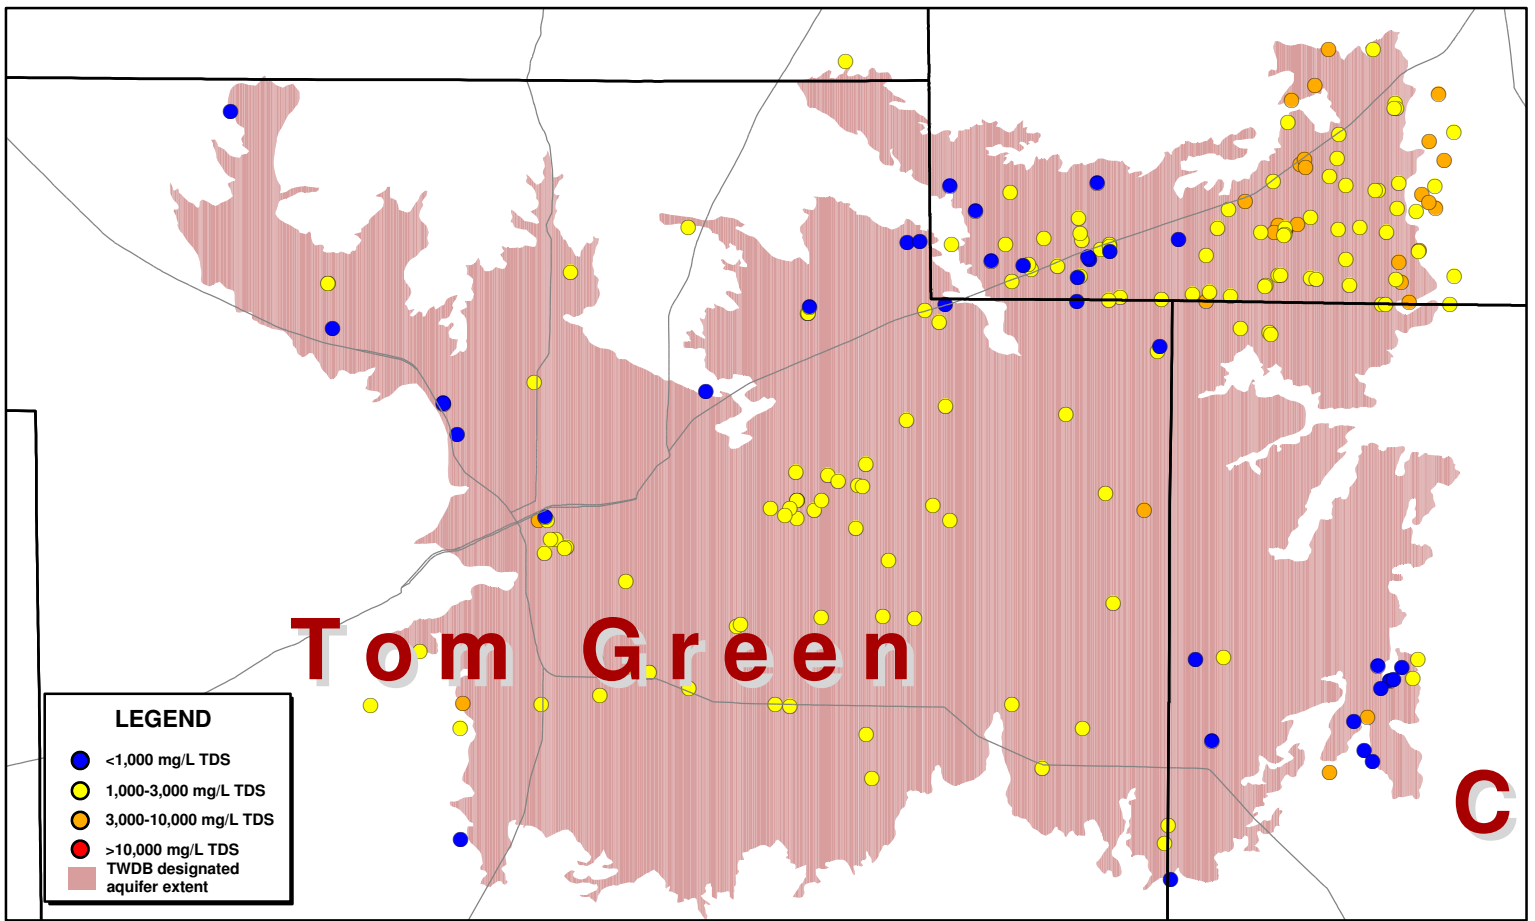 Tom Green
LEGEND
<1,000 mg/L TDS
1,000-3,000 mg/L TDS
3,000-10,000 mg/L TDS
>10,000 mg/L TDS
TWDB designated
aquifer extent
C